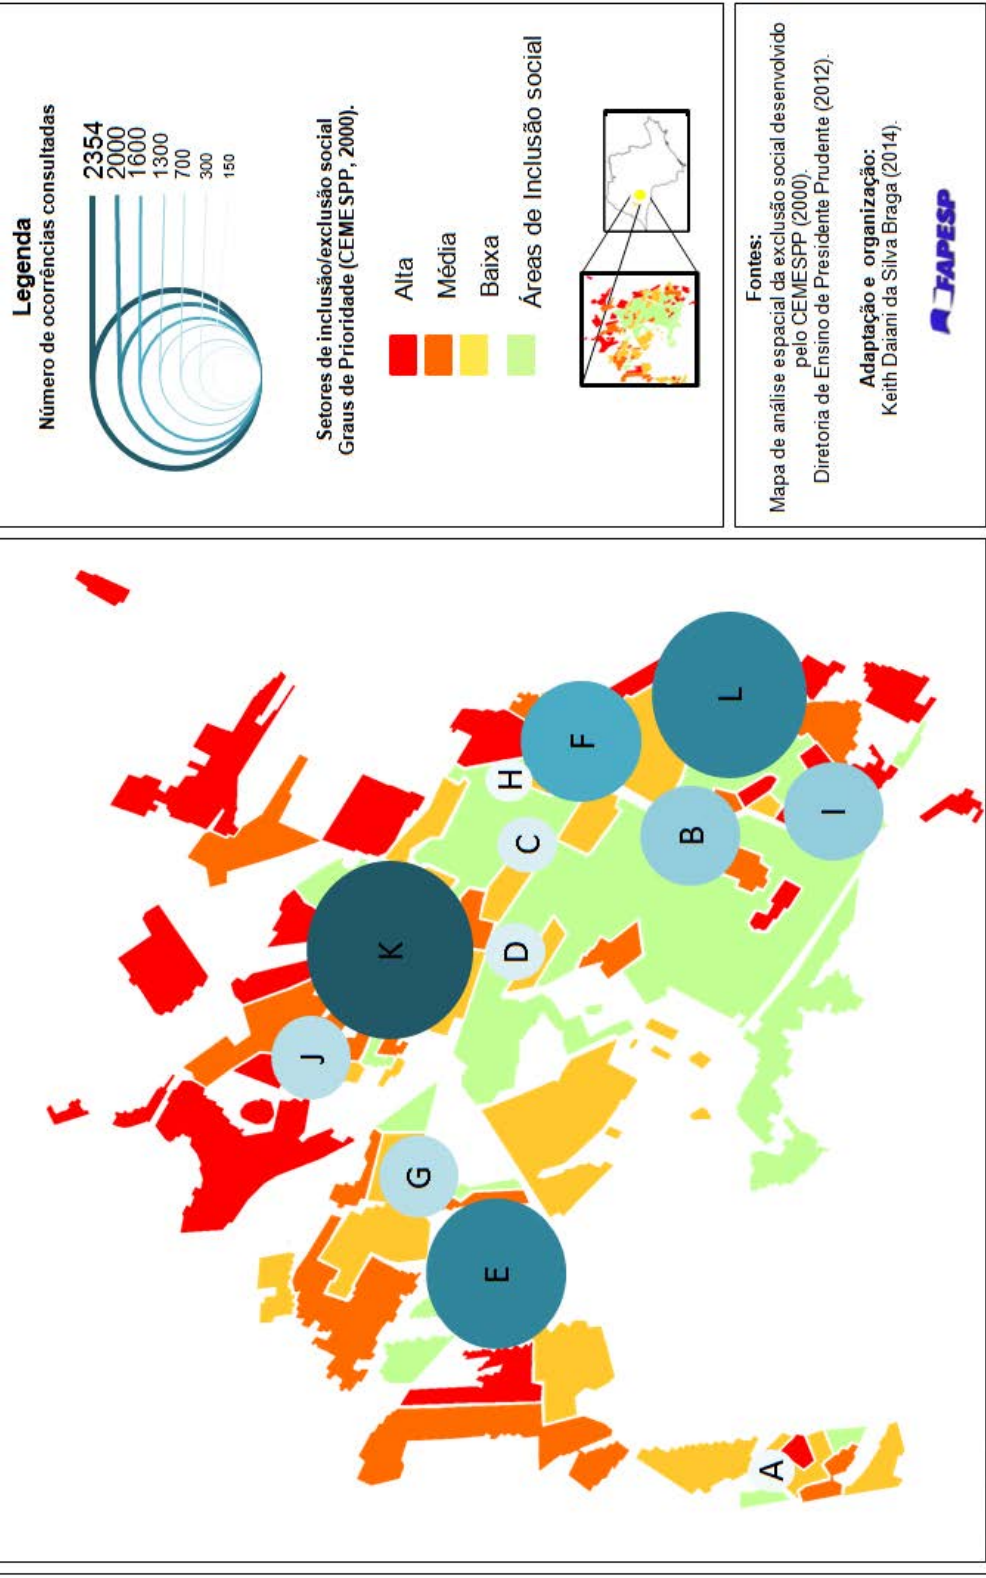 Legenda
Número de ocorrências consultadas
2354
2000
1600
1300
700
300
150
Setores de inclusão/exclusão social
Graus de Prioridade (CEMESPP, 2000).
Alta
Média
Baixa
Áreas de Inclusão social
Fontes:
Mapa de análise espacial da exclusão social desenvolvido
pelo CEMESPP (2000).
Diretoria de Ensino de Presidente Prudente (2012).
Adaptação e organização:
Keith Daiani da Silva Braga (2014).
FAPESP
A
E
G
J
K
D
C
H
F
B
I
L